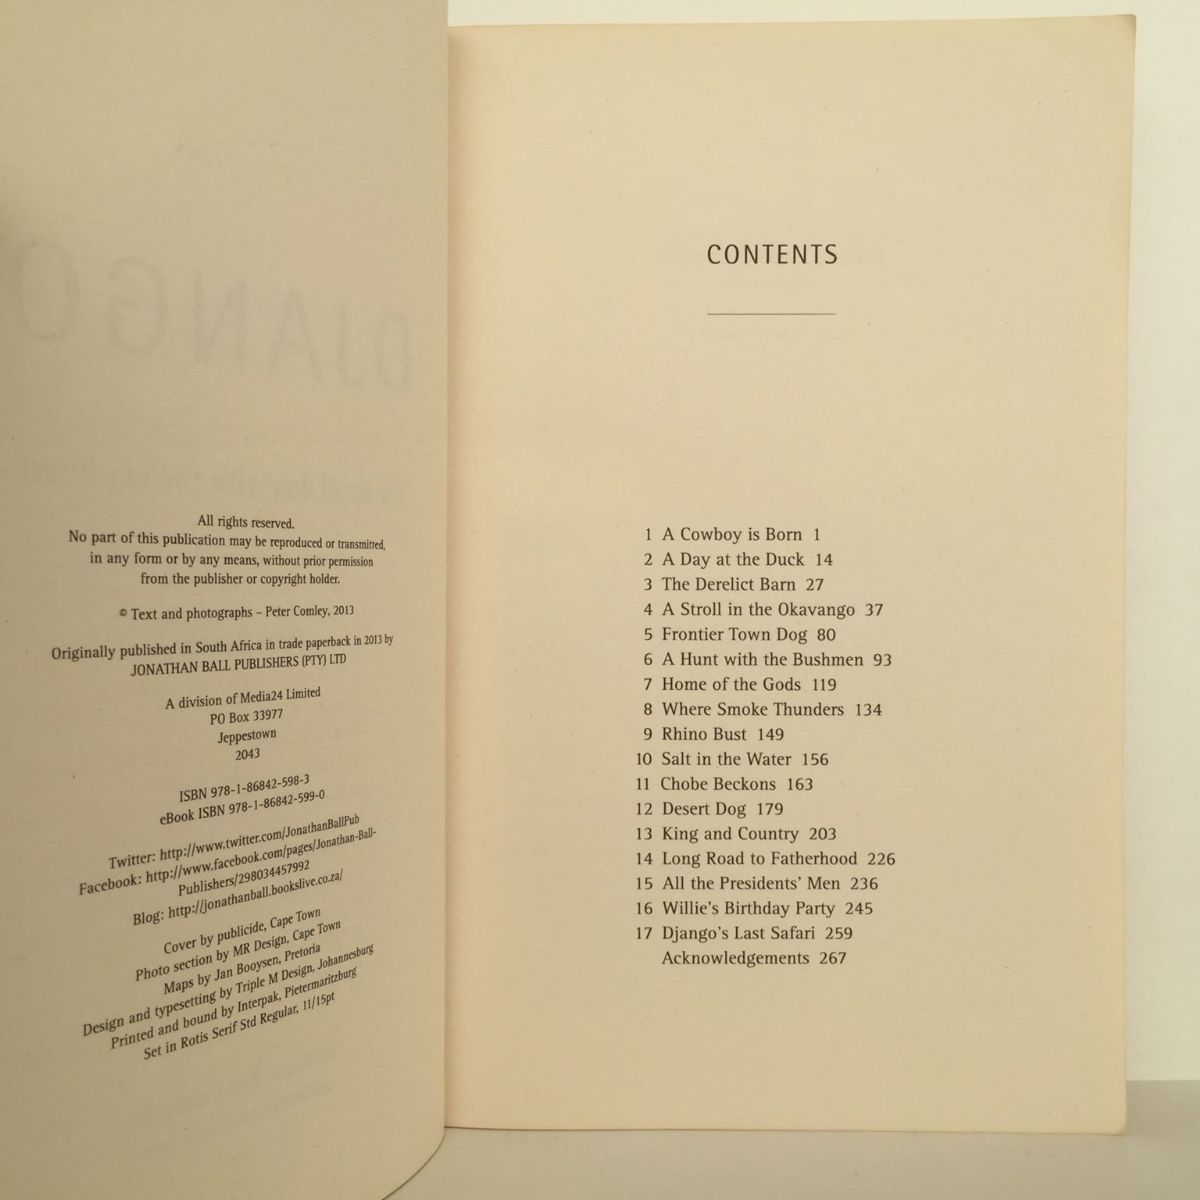 All rights reserved.
No part of this publication may be reproduced or transmitted,
in any form or by any means, without prior permission
from the publisher or copyright holder.
© Text and photographs – Peter Comley, 2013
Originally published in South Africa in trade paperback in 2013 by
JONATHAN BALL PUBLISHERS (PTY) LTD
A division of Media24 Limited
PO Box 33977
Jeppestown
2043
ISBN 978-1-86842-598-3
eBook ISBN 978-1-86842-599-0
Twitter: http://www.twitter.com/JonathanBallPub
Facebook: http://www.facebook.com/pages/Jonathan-Ball-
Publishers/298034457992
Blog: http://jonathanball.bookslive.co.za/
Cover by publicide, Cape Town
Photo section by MR Design, Cape Town
Maps by Jan Booysen, Pretoria
Design and typesetting by Triple M Design, Johannesburg
Printed and bound by Interpak, Pietermaritzburg
Set in Rotis Serif Std Regular, 11/15pt
DJANGO
CONTENTS
1 A Cowboy is Born 1
2 A Day at the Duck 14
3 The Derelict Barn 27
4 A Stroll in the Okavango 37
5 Frontier Town Dog 80
6 A Hunt with the Bushmen 93
7 Home of the Gods 119
8 Where Smoke Thunders 134
9 Rhino Bust 149
10 Salt in the Water 156
11 Chobe Beckons 163
12 Desert Dog 179
13 King and Country 203
14 Long Road to Fatherhood 226
15 All the Presidents' Men 236
16 Willie's Birthday Party 245
17 Django's Last Safari 259
Acknowledgements 267